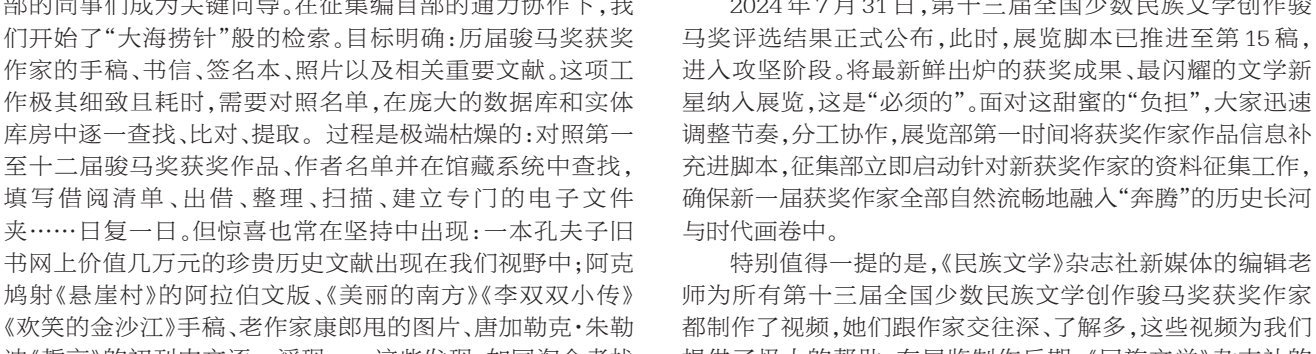 部的同事们成为关键向导。在征集编目部的通力协作下,我
们开始了“大海捞针”般的检索。目标明确:历届骏马奖获奖
作家的手稿、书信、签名本、照片以及相关重要文献。这项工
作极其细致且耗时,需要对照名单,在庞大的数据库和实体
库房中逐一查找、比对、提取。 过程是极端枯燥的:对照第一
至十二届骏马奖获奖作品、作者名单并在馆藏系统中查找,
填写借阅清单、出借、整理、扫描、建立专门的电子文件
夹……日复一日。但惊喜也常在坚持中出现:一本孔夫子旧
书网上价值几万元的珍贵历史文献出现在我们视野中;阿克
鸠射《悬崖村》的阿拉伯文版、《美丽的南方》《李双双小传》
《欢笑的金沙江》手稿、老作家康朗甩的图片、唐加勒克·朱勒
2024年7月31日,第十三届全国少数民族文学创作骏
马奖评选结果正式公布,此时,展览脚本已推进至第15稿,
进入攻坚阶段。将最新鲜出炉的获奖成果、最闪耀的文学新
星纳入展览,这是“必须的”。面对这甜蜜的“负担”,大家迅速
调整节奏,分工协作,展览部第一时间将获奖作家作品信息补
充进脚本,征集部立即启动针对新获奖作家的资料征集工作,
确保新一届获奖作家全部自然流畅地融入“奔腾”的历史长河
与时代画卷中。
特别值得一提的是,《民族文学》杂志社新媒体的编辑老
师为所有第十三届全国少数民族文学创作骏马奖获奖作家
都制作了视频,她们跟作家交往深、了解多,这些视频为我们